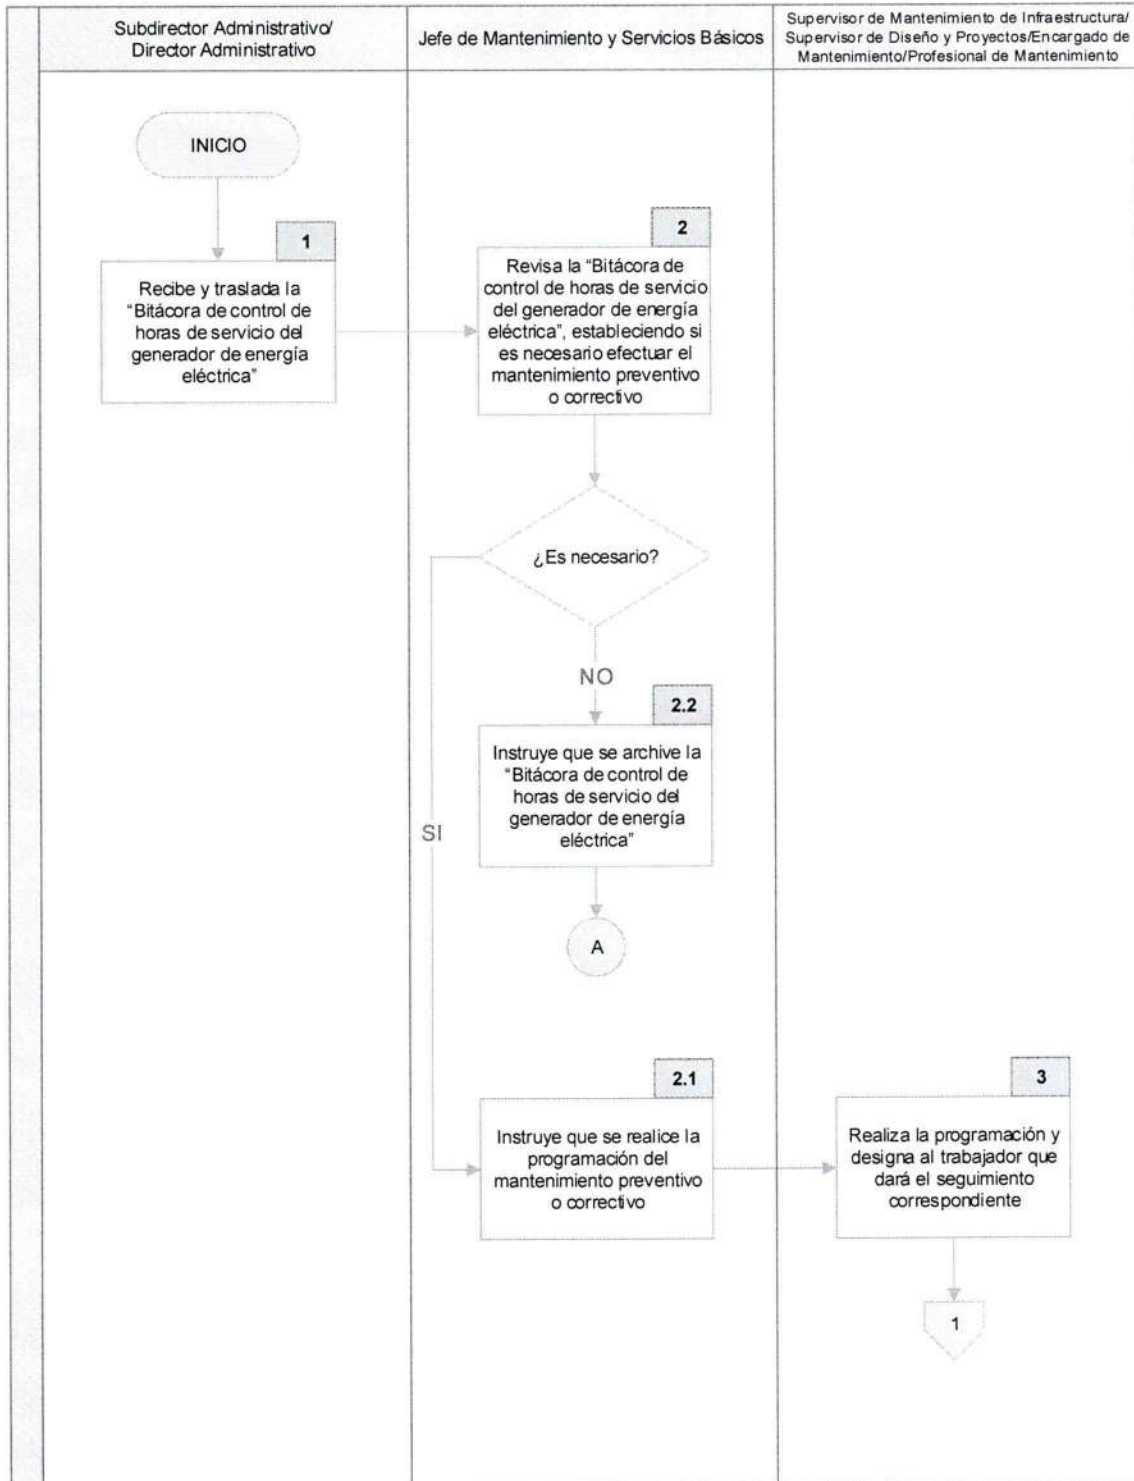 Subdirector Administrativo/
Director Administrativo
Jefe de Mantenimiento y Servicios Básicos
Supervisor de Mantenimiento de Infraestructura/
Supervisor de Diseño y Proyectos/Encargado de
Mantenimiento/Profesional de Mantenimiento
INICIO
1
Recibe y traslada la
“Bitácora de control de
horas de servicio del
generador de energía
eléctrica”
2
Revisa la “Bitácora de
control de horas de servicio
del generador de energía
eléctrica”, estableciendo si
es necesario efectuar el
mantenimiento preventivo
o correctivo
¿Es necesario?
NO
2.2
Instruye que se archive la
“Bitácora de control de
horas de servicio del
generador de energía
eléctrica”
SI
A
2.1
Instruye que se realice la
programación del
mantenimiento preventivo
o correctivo
3
Realiza la programación y
designa al trabajador que
dará el seguimiento
correspondiente
1